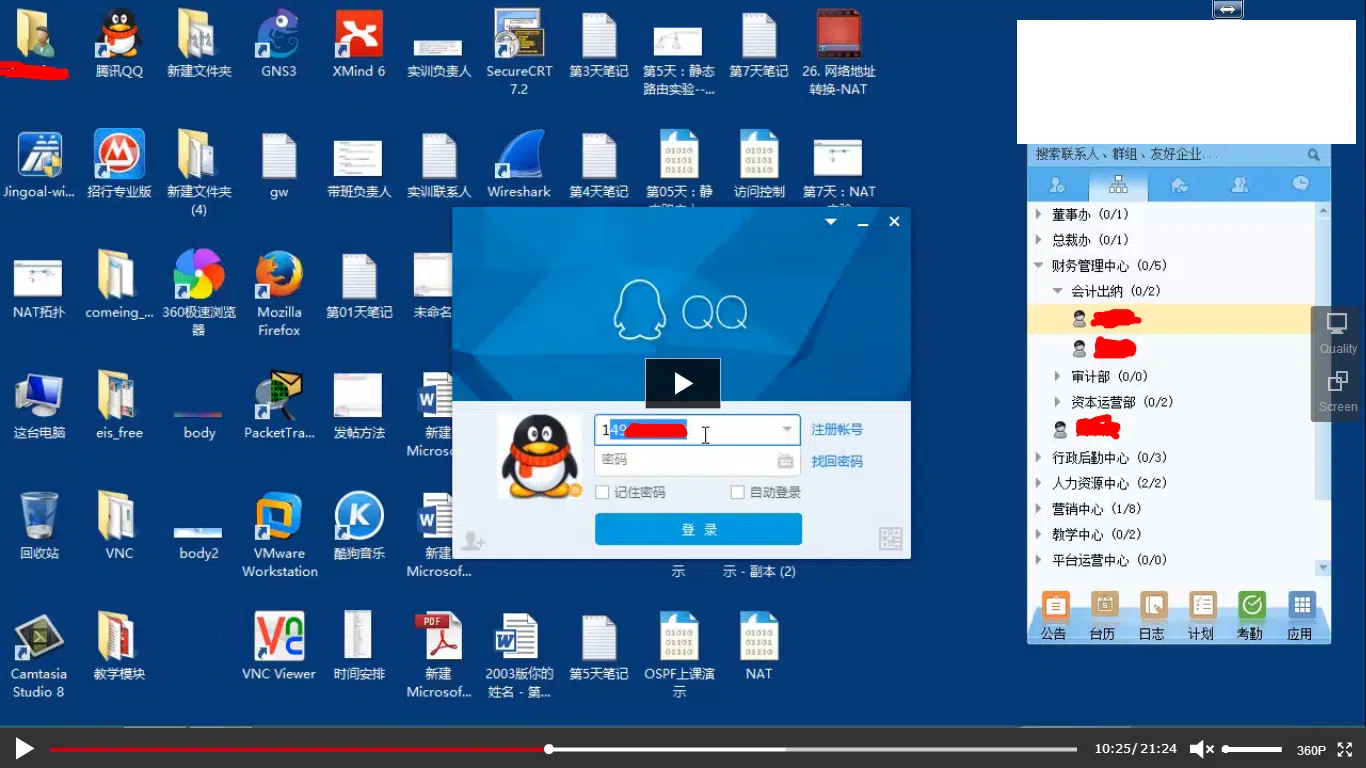 腾讯QQ
新建文件夹
GNS3
XMind 6
实训负责人
SecureCRT
7.2
第3天笔记
第5天：静态
路由实验--...
第7天笔记
26. 网络地址
转换-NAT
Jingoal-wi...
招行专业版
新建文件夹
(4)
gw
带班负责人
实训联系人
Wireshark
第4天笔记
第05天：静
访问控制
第7天：NAT
NAT拓扑
comeing_...
360极速浏览
器
Mozilla
Firefox
第01天笔记
未命名
这台电脑
eis_free
body
PacketTra...
发帖方法
新建
Microso
回收站
VNC
body2
VMware
Workstation
酷狗音乐
新建
Microsof...
示
示 - 副本 (2)
Camtasia
Studio 8
教学模块
VNC Viewer
时间安排
PDF
新建
Microsof...
2003版你的
姓名 - 第...
第5天笔记
OSPF上课演
示
NAT
QQ
149
注册帐号
密码
找回密码
记住密码
自动登录
登 录
搜索联系人、群组、友好企业...
董事办 (0/1)
总裁办 (0/1)
财务管理中心 (0/5)
会计出纳 (0/2)
审计部 (0/0)
资本运营部 (0/2)
行政后勤中心 (0/3)
人力资源中心 (2/2)
营销中心 (1/8)
教学中心 (0/2)
平台运营中心 (0/0)
公告
台历
日志
计划
考勤
应用
Quality
Screen
10:25/ 21:24
360P